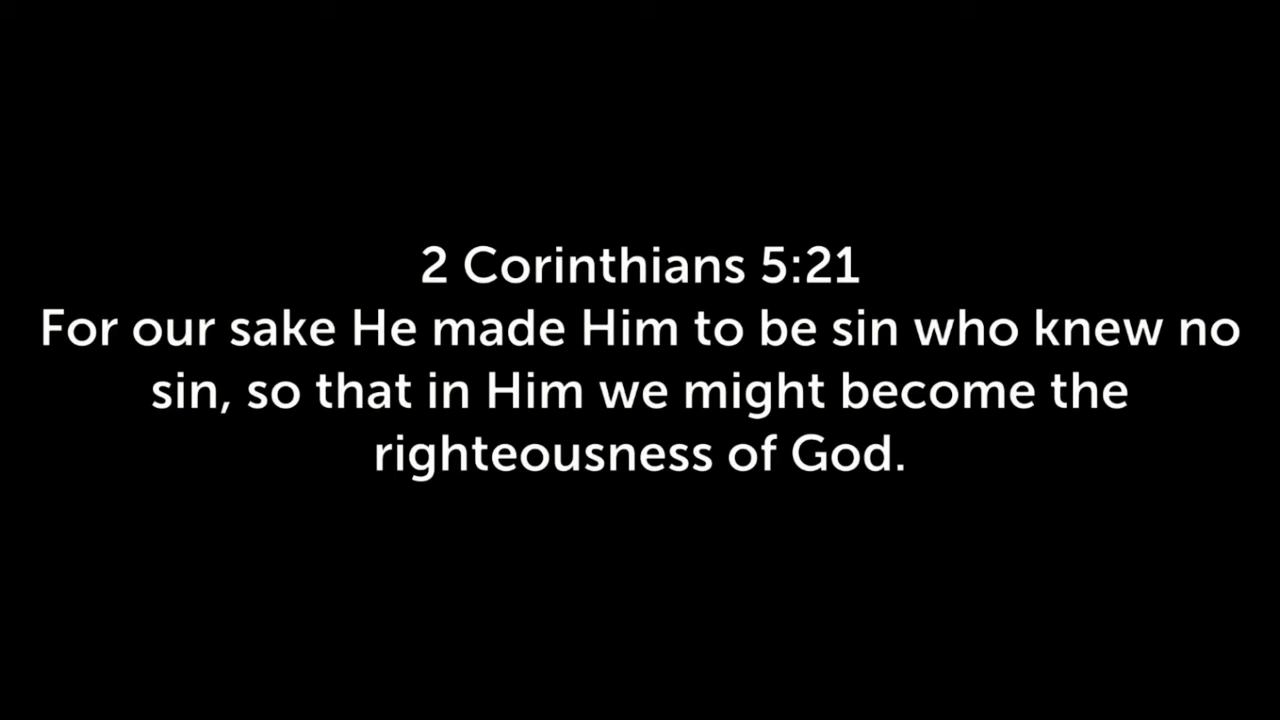 2 Corinthians 5:21
For our sake He made Him to be sin who knew no
sin, so that in Him we might become the
righteousness of God.